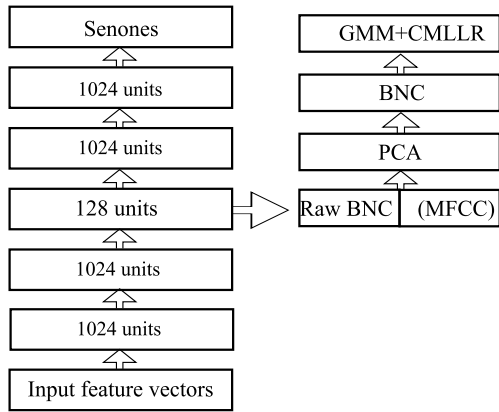 Senones
1024 units
1024 units
128 units
1024 units
1024 units
Input feature vectors
GMM+CMLLR
BNC
PCA
Raw BNC (MFCC)